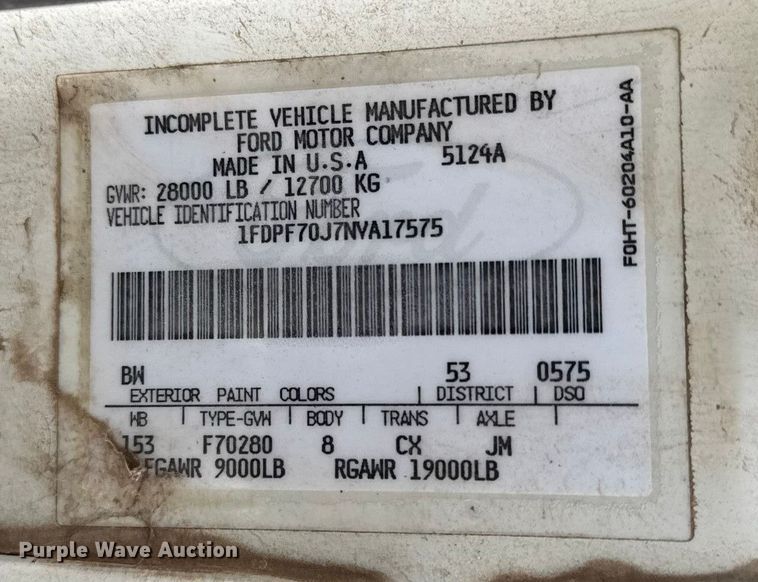 INCOMPLETE VEHICLE MANUFACTURED BY
FORD MOTOR COMPANY
MADE IN U.S.A 5124A
GVWR: 28000 LB / 12700 KG
VEHICLE IDENTIFICATION NUMBER
1FDPF70J7NVA17575
F0HT-60204A10-AA
BW 53 0575
EXTERIOR PAINT COLORS | DISTRICT | DSO
WB | TYPE-GVW | BODY | TRANS | AXLE |
153 F70280 8 CX JM
FGAWR 9000LB RGAWR 19000LB
Purple Wave Auction